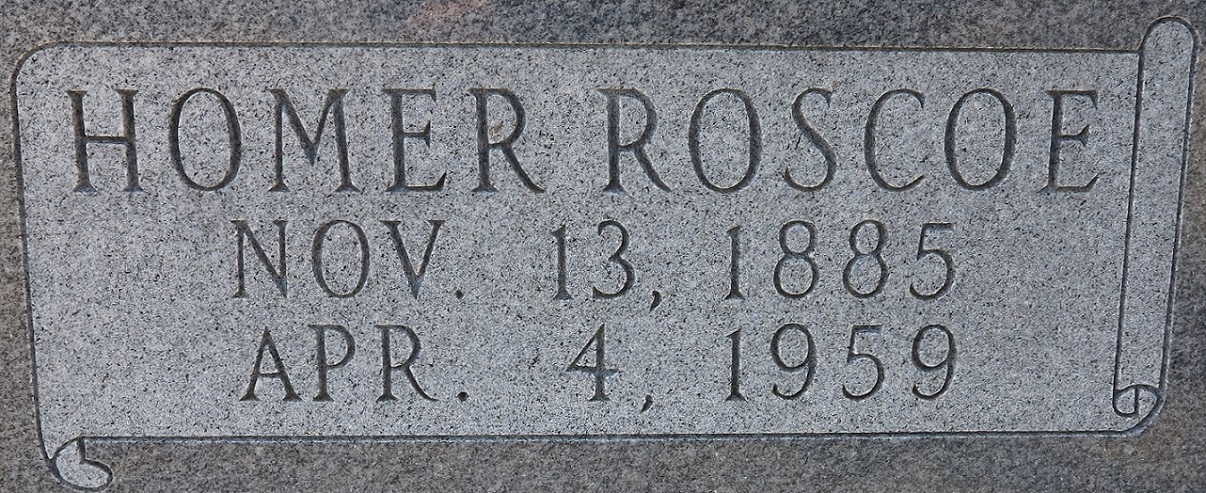 HOMER ROSCOE
NOV. 13, 1885
APR. 4, 1959